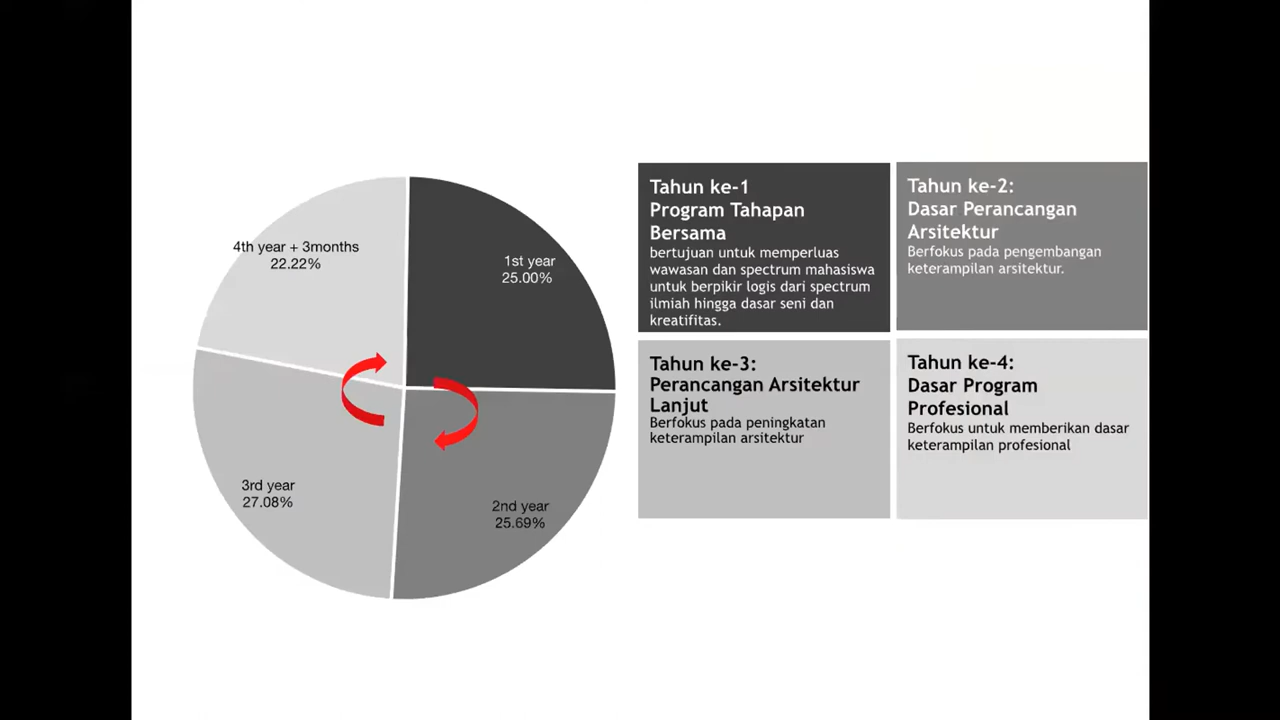 4th year + 3months
22.22%
1st year
25.00%
3rd year
27.08%
2nd year
25.69%
Tahun ke-1
Program Tahapan
Bersama
bertujuan untuk memperluas
wawasan dan spectrum mahasiswa
untuk berpikir logis dari spectrum
ilmiah hingga dasar seni dan
kreatifitas.
Tahun ke-2:
Dasar Perancangan
Arsitektur
Berfokus pada pengembangan
keterampilan arsitektur.
Tahun ke-3:
Perancangan Arsitektur
Lanjut
Berfokus pada peningkatan
keterampilan arsitektur
Tahun ke-4:
Dasar Program
Profesional
Berfokus untuk memberikan dasar
keterampilan profesional